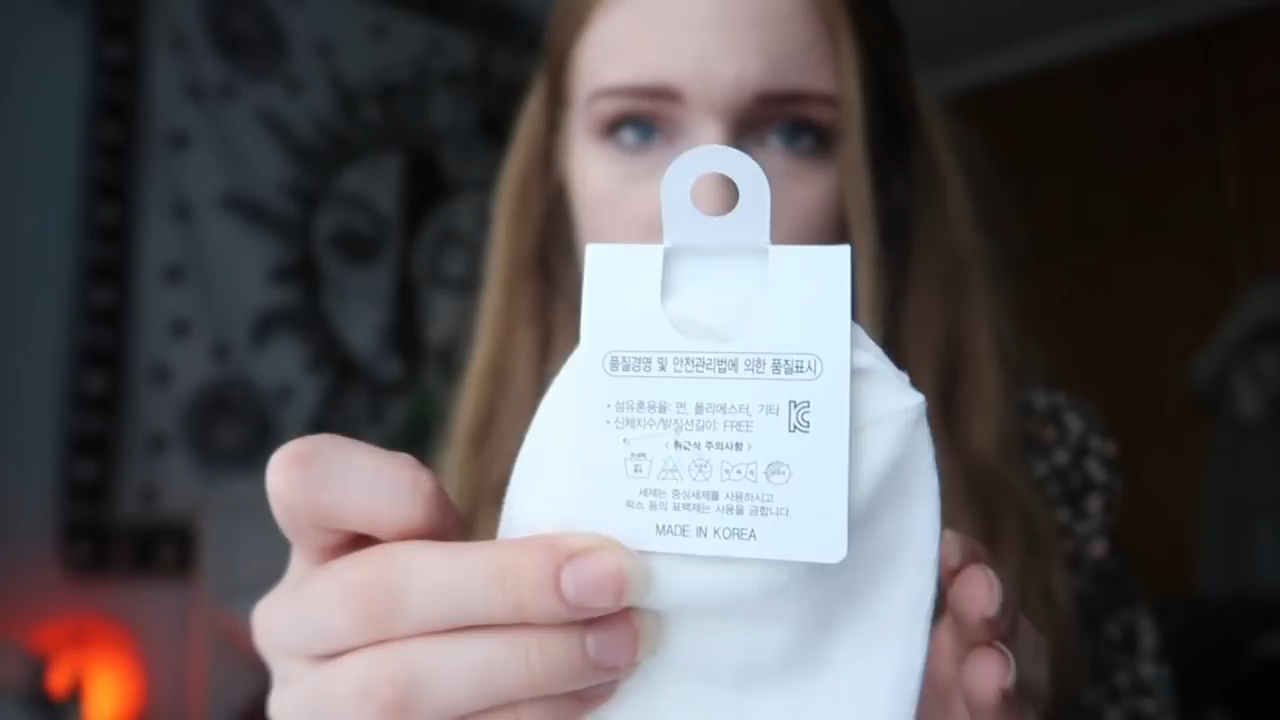 품질경영 및 안전관리법에 의한 품질표시
• 섬유혼용율: 면, 폴리에스터, 기타
• 신체치수/발질선길이: FREE
< 취급시 주의사항 >
세제는 중성세제를 사용하시고
락스 등의 표백제는 사용을 금합니다.
MADE IN KOREA